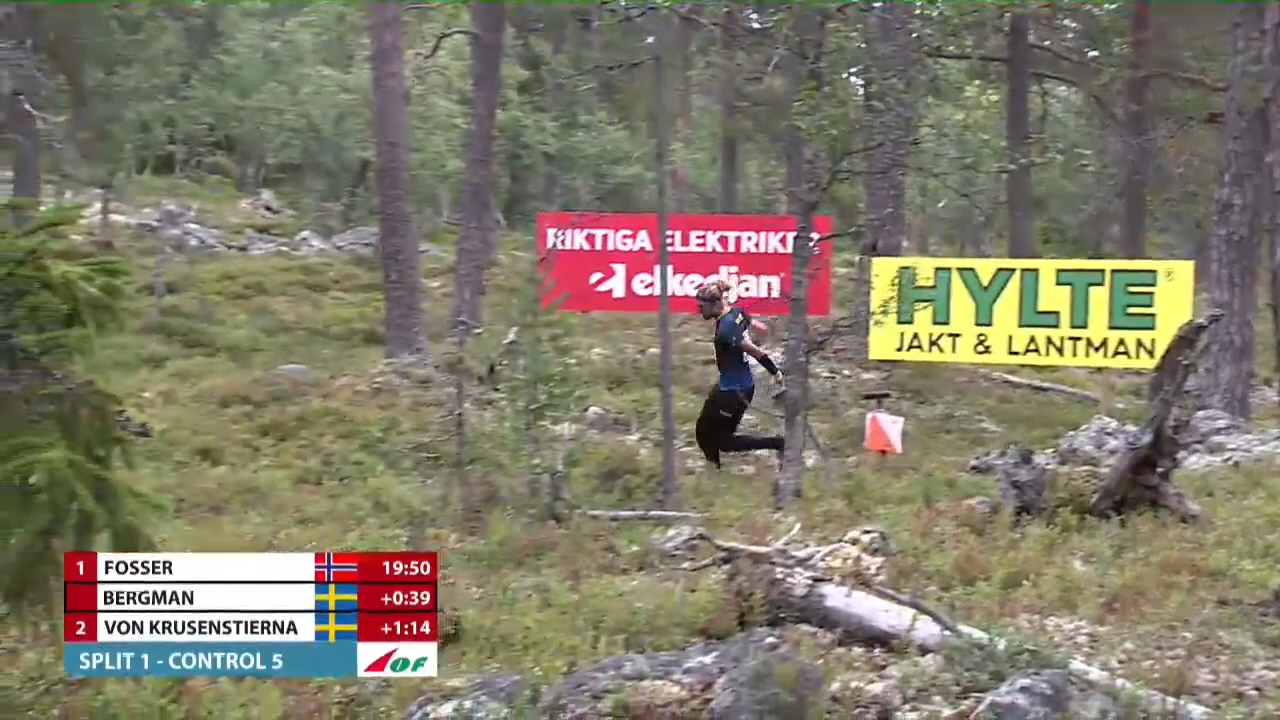 RIKTIGA ELEKTRIKER
elkedjan
HYLTE
JAKT & LANTMAN
1 FOSSER 19:50
BERGMAN +0:39
2 VON KRUSENSTIERNA +1:14
SPLIT 1 - CONTROL 5 IOF